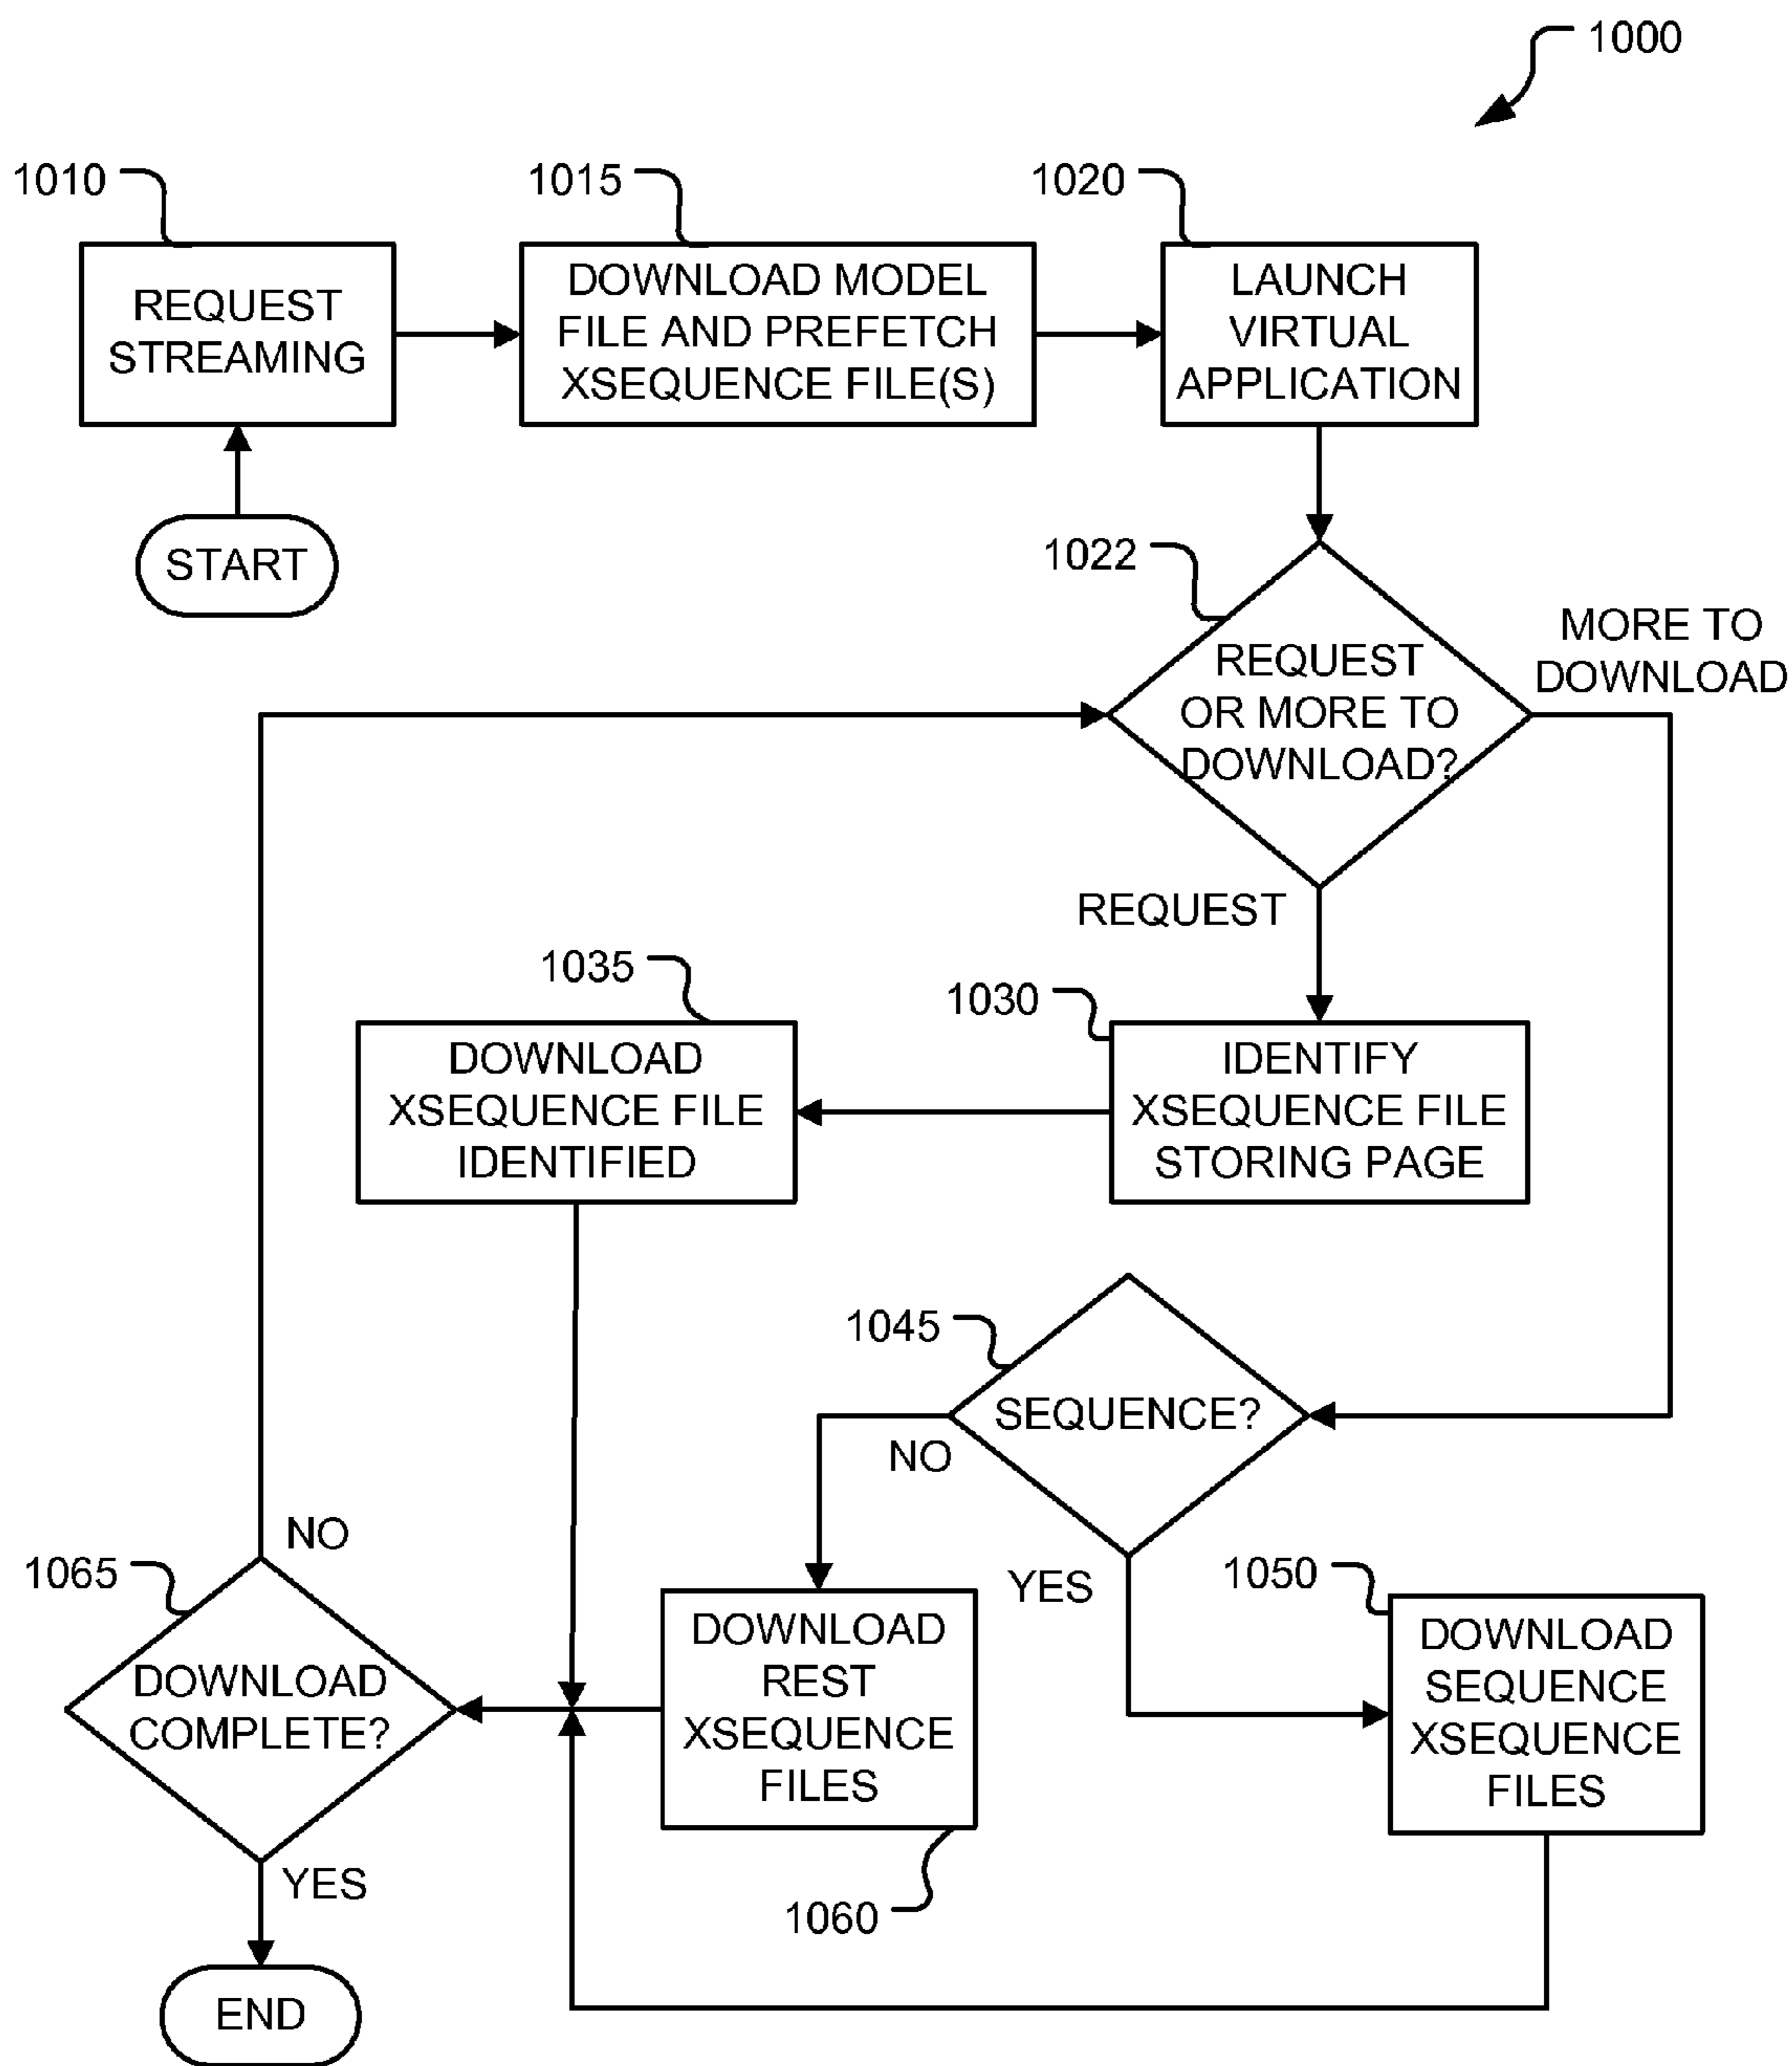 1000
1010
1015
1020
REQUEST
STREAMING
DOWNLOAD MODEL
FILE AND PREFETCH
XSEQUENCE FILE(S)
LAUNCH
VIRTUAL
APPLICATION
START
1022
REQUEST
OR MORE TO
DOWNLOAD?
MORE TO
DOWNLOAD
REQUEST
1035
1030
DOWNLOAD
XSEQUENCE FILE
IDENTIFIED
IDENTIFY
XSEQUENCE FILE
STORING PAGE
1045
SEQUENCE?
NO
YES
1050
DOWNLOAD
SEQUENCE
XSEQUENCE
FILES
DOWNLOAD
REST
XSEQUENCE
FILES
1060
NO
1065
DOWNLOAD
COMPLETE?
YES
END